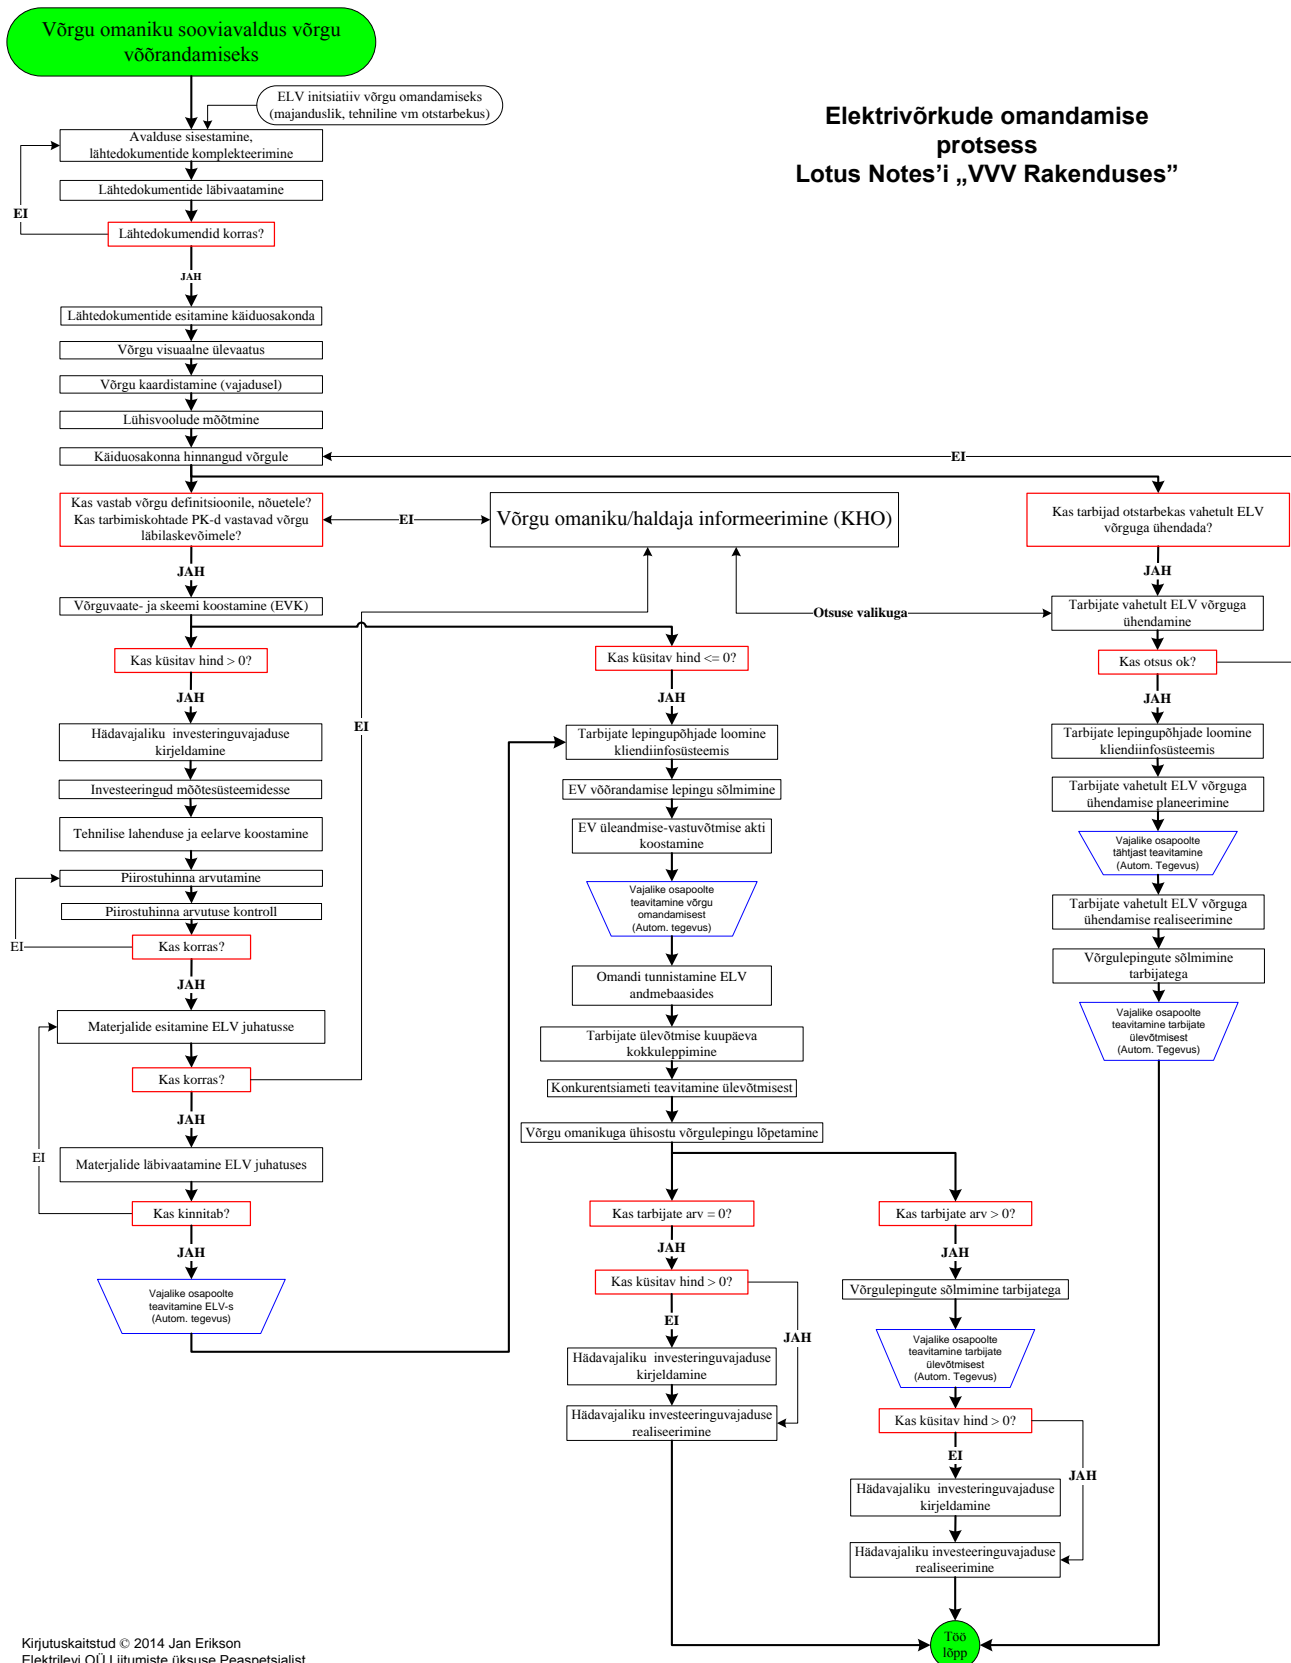 Võrgu omaniku sooviavaldus võrgu
võõrandamiseks
ELV initsiatiiv võrgu omandamiseks
(majanduslik, tehniline vm otstarbekus)
Elektrivõrkude omandamise
protsess
Lotus Notes’i „VVV Rakenduses”
Avalduse sisestamine,
lähtedokumentide komplekteerimine
Lähtedokumentide läbivaatamine
EI
Lähtedokumendid korras?
JAH
Lähtedokumentide esitamine käiduosakonda
Võrgu visuaalne ülevaatus
Võrgu kaardistamine (vajadusel)
Lühisvoolude mõõtmine
Käiduosakonna hinnangud võrgule
EI
Kas vastab võrgu definitsioonile, nõuetele?
Kas tarbimiskohtade PK-d vastavad võrgu
läbilaskevõimele?
EI
Võrgu omaniku/haldaja informeerimine (KHO)
Kas tarbijad otstarbekas vahetult ELV
võrguga ühendada?
JAH
JAH
Võrguvaate- ja skeemi koostamine (EVK)
Otsuse valikuga
Tarbijate vahetult ELV võrguga
ühendamine
Kas küsitav hind > 0?
Kas küsitav hind <= 0?
Kas otsus ok?
JAH
JAH
JAH
EI
Hädavajaliku  investeringuvajaduse
kirjeldamine
Tarbijate lepingupõhjade loomine
kliendiinfosüsteemis
Tarbijate lepingupõhjade loomine
kliendiinfosüsteemis
Investeeringud mõõtesüsteemidesse
EV võõrandamise lepingu sõlmimine
Tarbijate vahetult ELV võrguga
ühendamise planeerimine
Tehnilise lahenduse ja eelarve koostamine
EV üleandmise-vastuvõtmise akti
koostamine
Vajalike osapoolte
tähtjast teavitamine
(Autom. Tegevus)
Piirostuhinna arvutamine
Vajalike osapoolte
teavitamine võrgu
omandamisest
(Autom. tegevus)
Tarbijate vahetult ELV võrguga
ühendamise realiseerimine
Piirostuhinna arvutuse kontroll
EI
Kas korras?
Võrgulepingute sõlmimine
tarbijatega
JAH
Omandi tunnistamine ELV
andmebaasides
Vajalike osapoolte
teavitamine tarbijate
ülevõtmisest
(Autom. Tegevus)
Materjalide esitamine ELV juhatusse
Tarbijate ülevõtmise kuupäeva
kokkuleppimine
Kas korras?
Konkurentsiameti teavitamine ülevõtmisest
JAH
Võrgu omanikuga ühisostu võrgulepingu lõpetamine
EI
Materjalide läbivaatamine ELV juhatuses
Kas kinnitab?
Kas tarbijate arv = 0?
Kas tarbijate arv > 0?
JAH
JAH
JAH
Vajalike osapoolte
teavitamine ELV-s
(Autom. tegevus)
Kas küsitav hind > 0?
Võrgulepingute sõlmimine tarbijatega
EI
JAH
Vajalike osapoolte
teavitamine tarbijate
ülevõtmisest
(Autom. Tegevus)
Hädavajaliku  investeringuvajaduse
kirjeldamine
Hädavajaliku investeeringuvajaduse
realiseerimine
Kas küsitav hind > 0?
EI
JAH
Hädavajaliku  investeringuvajaduse
kirjeldamine
Hädavajaliku investeeringuvajaduse
realiseerimine
Töö
lõpp
Kirjutuskaitstud © 2014 Jan Erikson
Elektrilevi OÜ Liitumiste üksuse Peaspetsialist